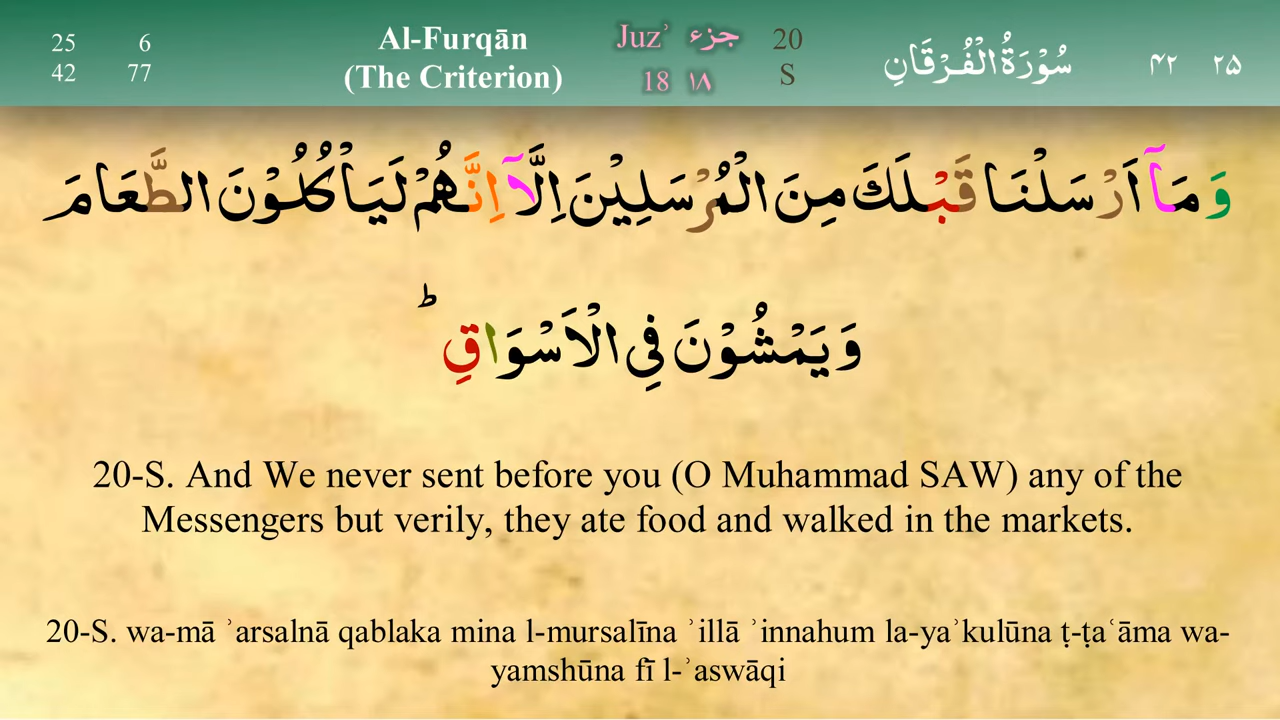 25 6
42 77
Al-Furqān
(The Criterion)
Juzʾ جزء
18 ١٨
20
S
سُوْرَةُ الْفُرْقَانِ
۴۲ ۲۵
وَ مَاۤ اَرْسَلْنَا قَبْلَكَ مِنَ الْمُرْسَلِيْنَ اِلَّاۤ اِنَّهُمْ لَيَاْكُلُوْنَ الطَّعَامَ
وَ يَمْشُوْنَ فِى الْاَسْوَاقِ ؕ
20-S. And We never sent before you (O Muhammad SAW) any of the
Messengers but verily, they ate food and walked in the markets.
20-S. wa-mā ʾarsalnā qablaka mina l-mursalīna ʾillā ʾinnahum la-yaʾkulūna ṭ-ṭaʿāma wa-
yamshūna fī l-ʾaswāqi